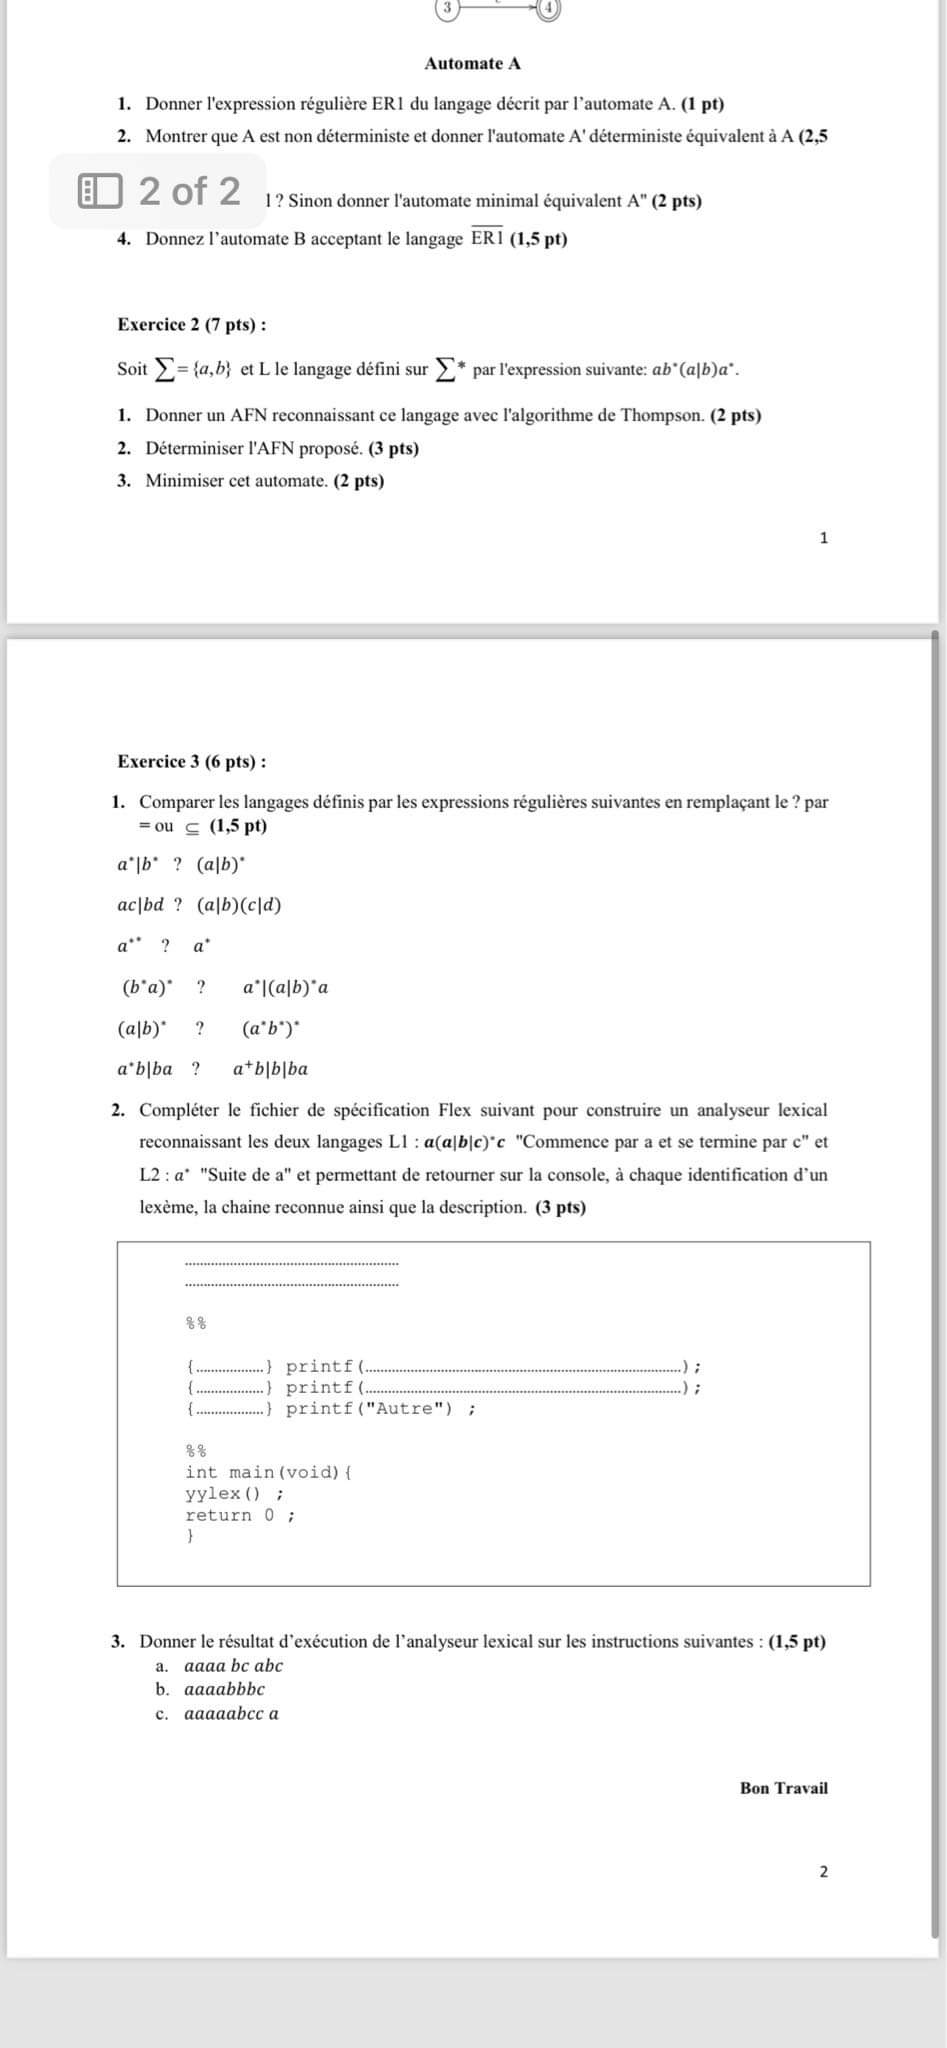 3 4
Automate A
1. Donner l'expression régulière ER1 du langage décrit par l'automate A. (1 pt)
2. Montrer que A est non déterministe et donner l'automate A' déterministe équivalent à A (2,5
2 of 2
l ? Sinon donner l'automate minimal équivalent A" (2 pts)
4. Donnez l'automate B acceptant le langage \overline{ER1} (1,5 pt)
Exercice 2 (7 pts) :
Soit ∑= {a,b} et L le langage défini sur ∑* par l'expression suivante: ab*(a|b)a*.
1. Donner un AFN reconnaissant ce langage avec l'algorithme de Thompson. (2 pts)
2. Déterminiser l'AFN proposé. (3 pts)
3. Minimiser cet automate. (2 pts)
1
Exercice 3 (6 pts) :
1. Comparer les langages définis par les expressions régulières suivantes en remplaçant le ? par
= ou ⊆ (1,5 pt)
a*|b* ? (a|b)*
ac|bd ? (a|b)(c|d)
a** ? a*
(b*a)* ? a*|(a|b)*a
(a|b)* ? (a*b*)*
a*b|ba ? a+b|b|ba
2. Compléter le fichier de spécification Flex suivant pour construire un analyseur lexical
reconnaissant les deux langages L1 : a(a|b|c)*c "Commence par a et se termine par c" et
L2 : a* "Suite de a" et permettant de retourner sur la console, à chaque identification d'un
lexème, la chaine reconnue ainsi que la description. (3 pts)
..........................................................
..........................................................
%%
{..................} printf(....................................................................................);
{..................} printf(....................................................................................);
{..................} printf("Autre") ;
%%
int main(void){
yylex() ;
return 0 ;
}
3. Donner le résultat d'exécution de l'analyseur lexical sur les instructions suivantes : (1,5 pt)
a. aaaa bc abc
b. aaaabbbc
c. aaaaabcc a
Bon Travail
2